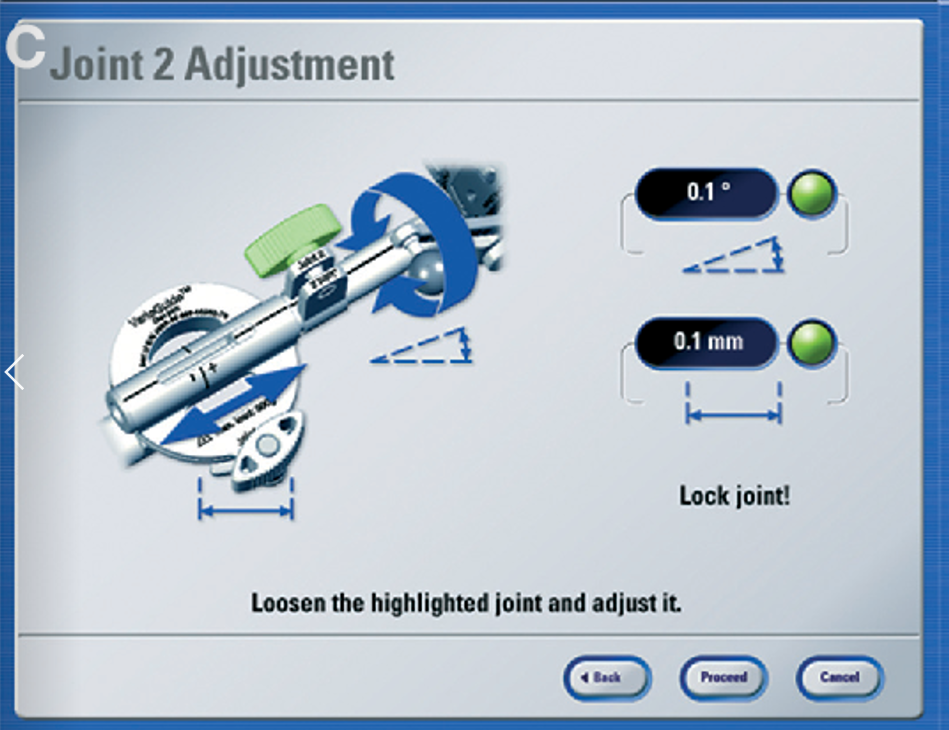 C
Joint 2 Adjustment
0.1 °
VarioGuide™
0.1 mm
Lock joint!
Loosen the highlighted joint and adjust it.
Back
Proceed
Cancel